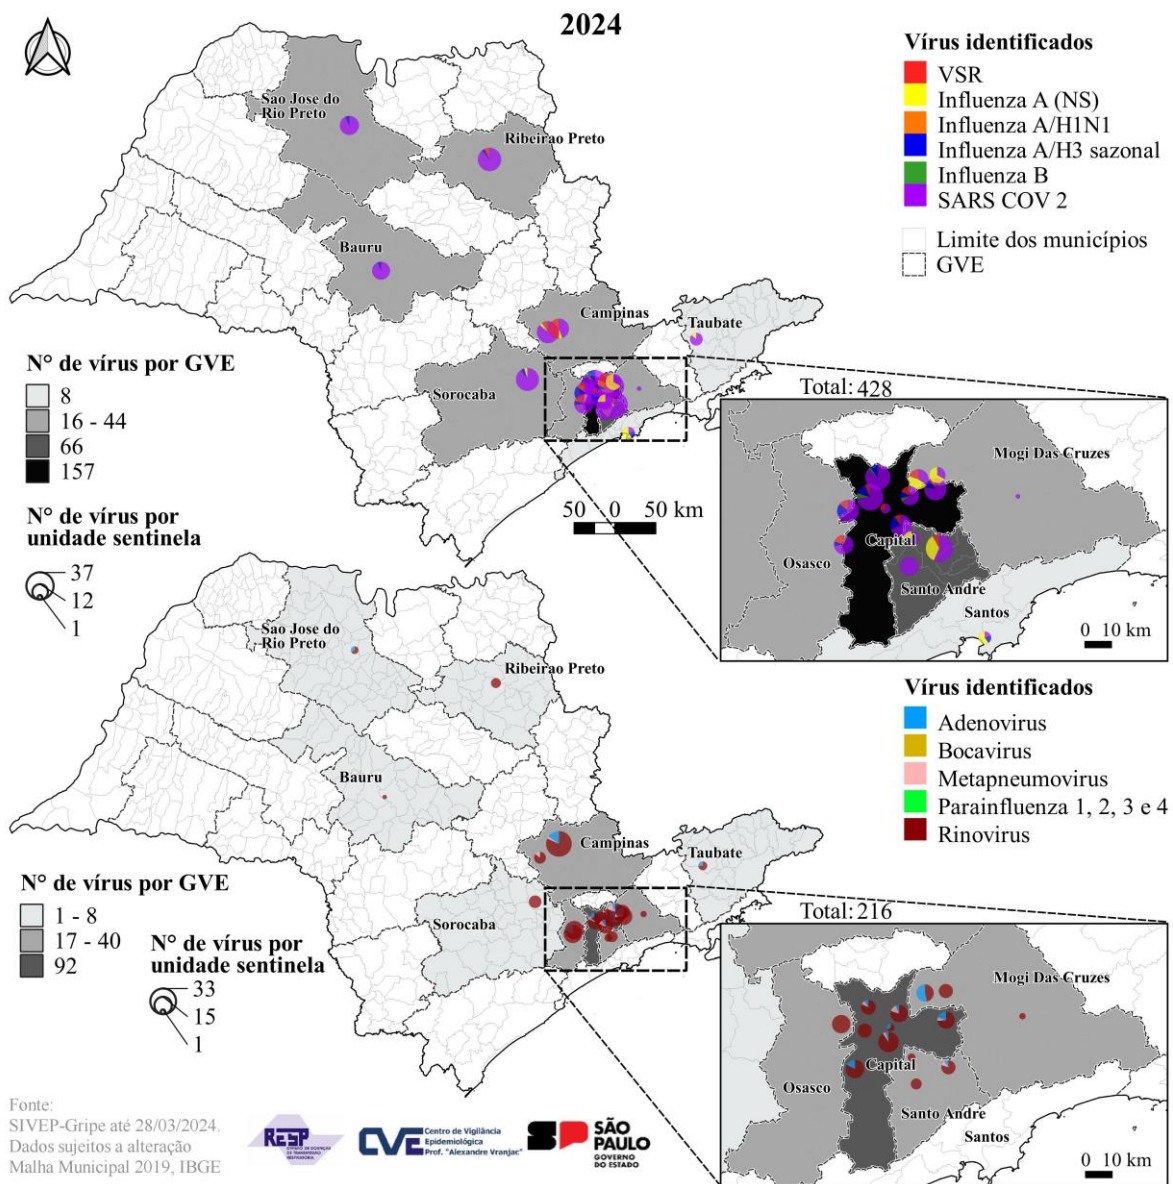 2024
Vírus identificados
VSR
Influenza A (NS)
Influenza A/H1N1
Influenza A/H3 sazonal
Influenza B
SARS COV 2
Limite dos municípios
GVE
Sao Jose do
Rio Preto
Ribeirao Preto
Bauru
Campinas
Taubate
Sorocaba
N° de vírus por GVE
8
16 - 44
66
157
N° de vírus por
unidade sentinela
37
12
1
50 0 50 km
Total: 428
Mogi Das Cruzes
Osasco
Capital
Santo Andre
Santos
0 10 km
Vírus identificados
Adenovirus
Bocavirus
Metapneumovirus
Parainfluenza 1, 2, 3 e 4
Rinovirus
Sao Jose do
Rio Preto
Ribeirao Preto
Bauru
Campinas
Taubate
Sorocaba
N° de vírus por GVE
1 - 8
17 - 40
92
N° de vírus por
unidade sentinela
33
15
1
Total: 216
Mogi Das Cruzes
Osasco
Capital
Santo Andre
Santos
0 10 km
Fonte:
SIVEP-Gripe até 28/03/2024.
Dados sujeitos a alteração
Malha Municipal 2019, IBGE
RESP
CVE
Centro de Vigilância
Epidemiológica
Prof. "Alexandre Vranjac"
SP
SÃO
PAULO
GOVERNO
DO ESTADO